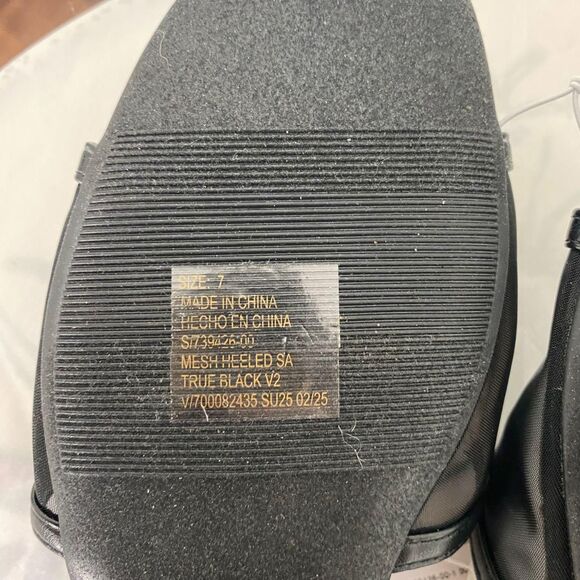 SIZE: 7
MADE IN CHINA
HECHO EN CHINA
S/739426-00
MESH HEELED SA
TRUE BLACK V2
V/700082435 SU25 02/25